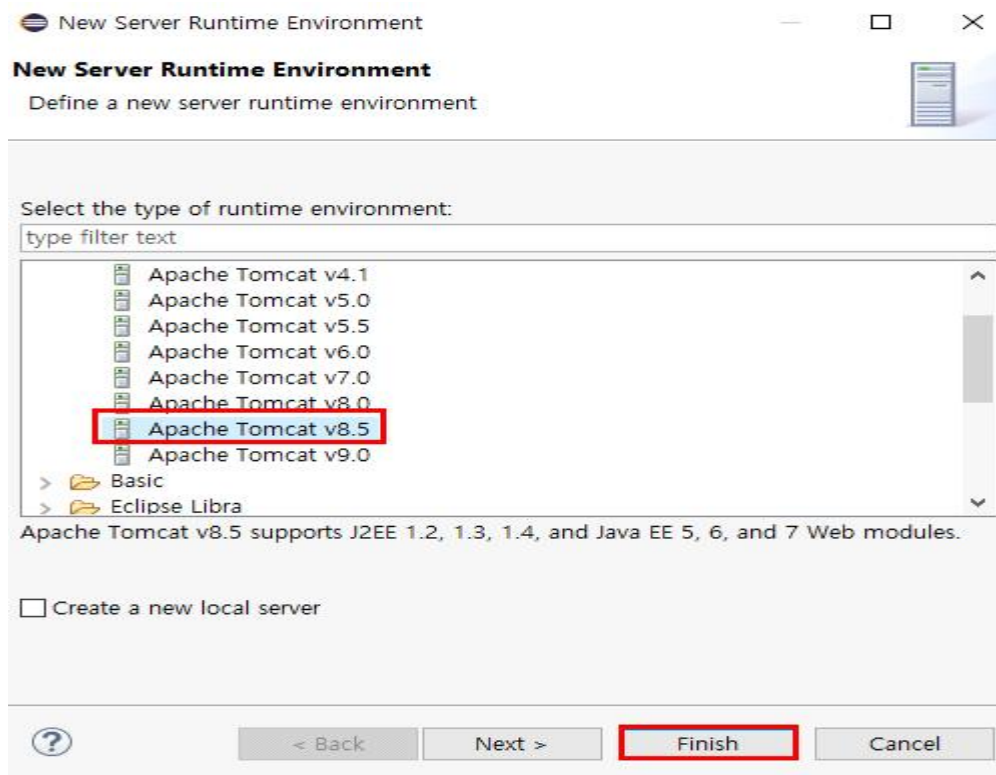 New Server Runtime Environment
New Server Runtime Environment
Define a new server runtime environment
Select the type of runtime environment:
type filter text
Apache Tomcat v4.1
Apache Tomcat v5.0
Apache Tomcat v5.5
Apache Tomcat v6.0
Apache Tomcat v7.0
Apache Tomcat v8.0
Apache Tomcat v8.5
Apache Tomcat v9.0
> Basic
> Eclipse Libra
Apache Tomcat v8.5 supports J2EE 1.2, 1.3, 1.4, and Java EE 5, 6, and 7 Web modules.
Create a new local server
? < Back Next > Finish Cancel